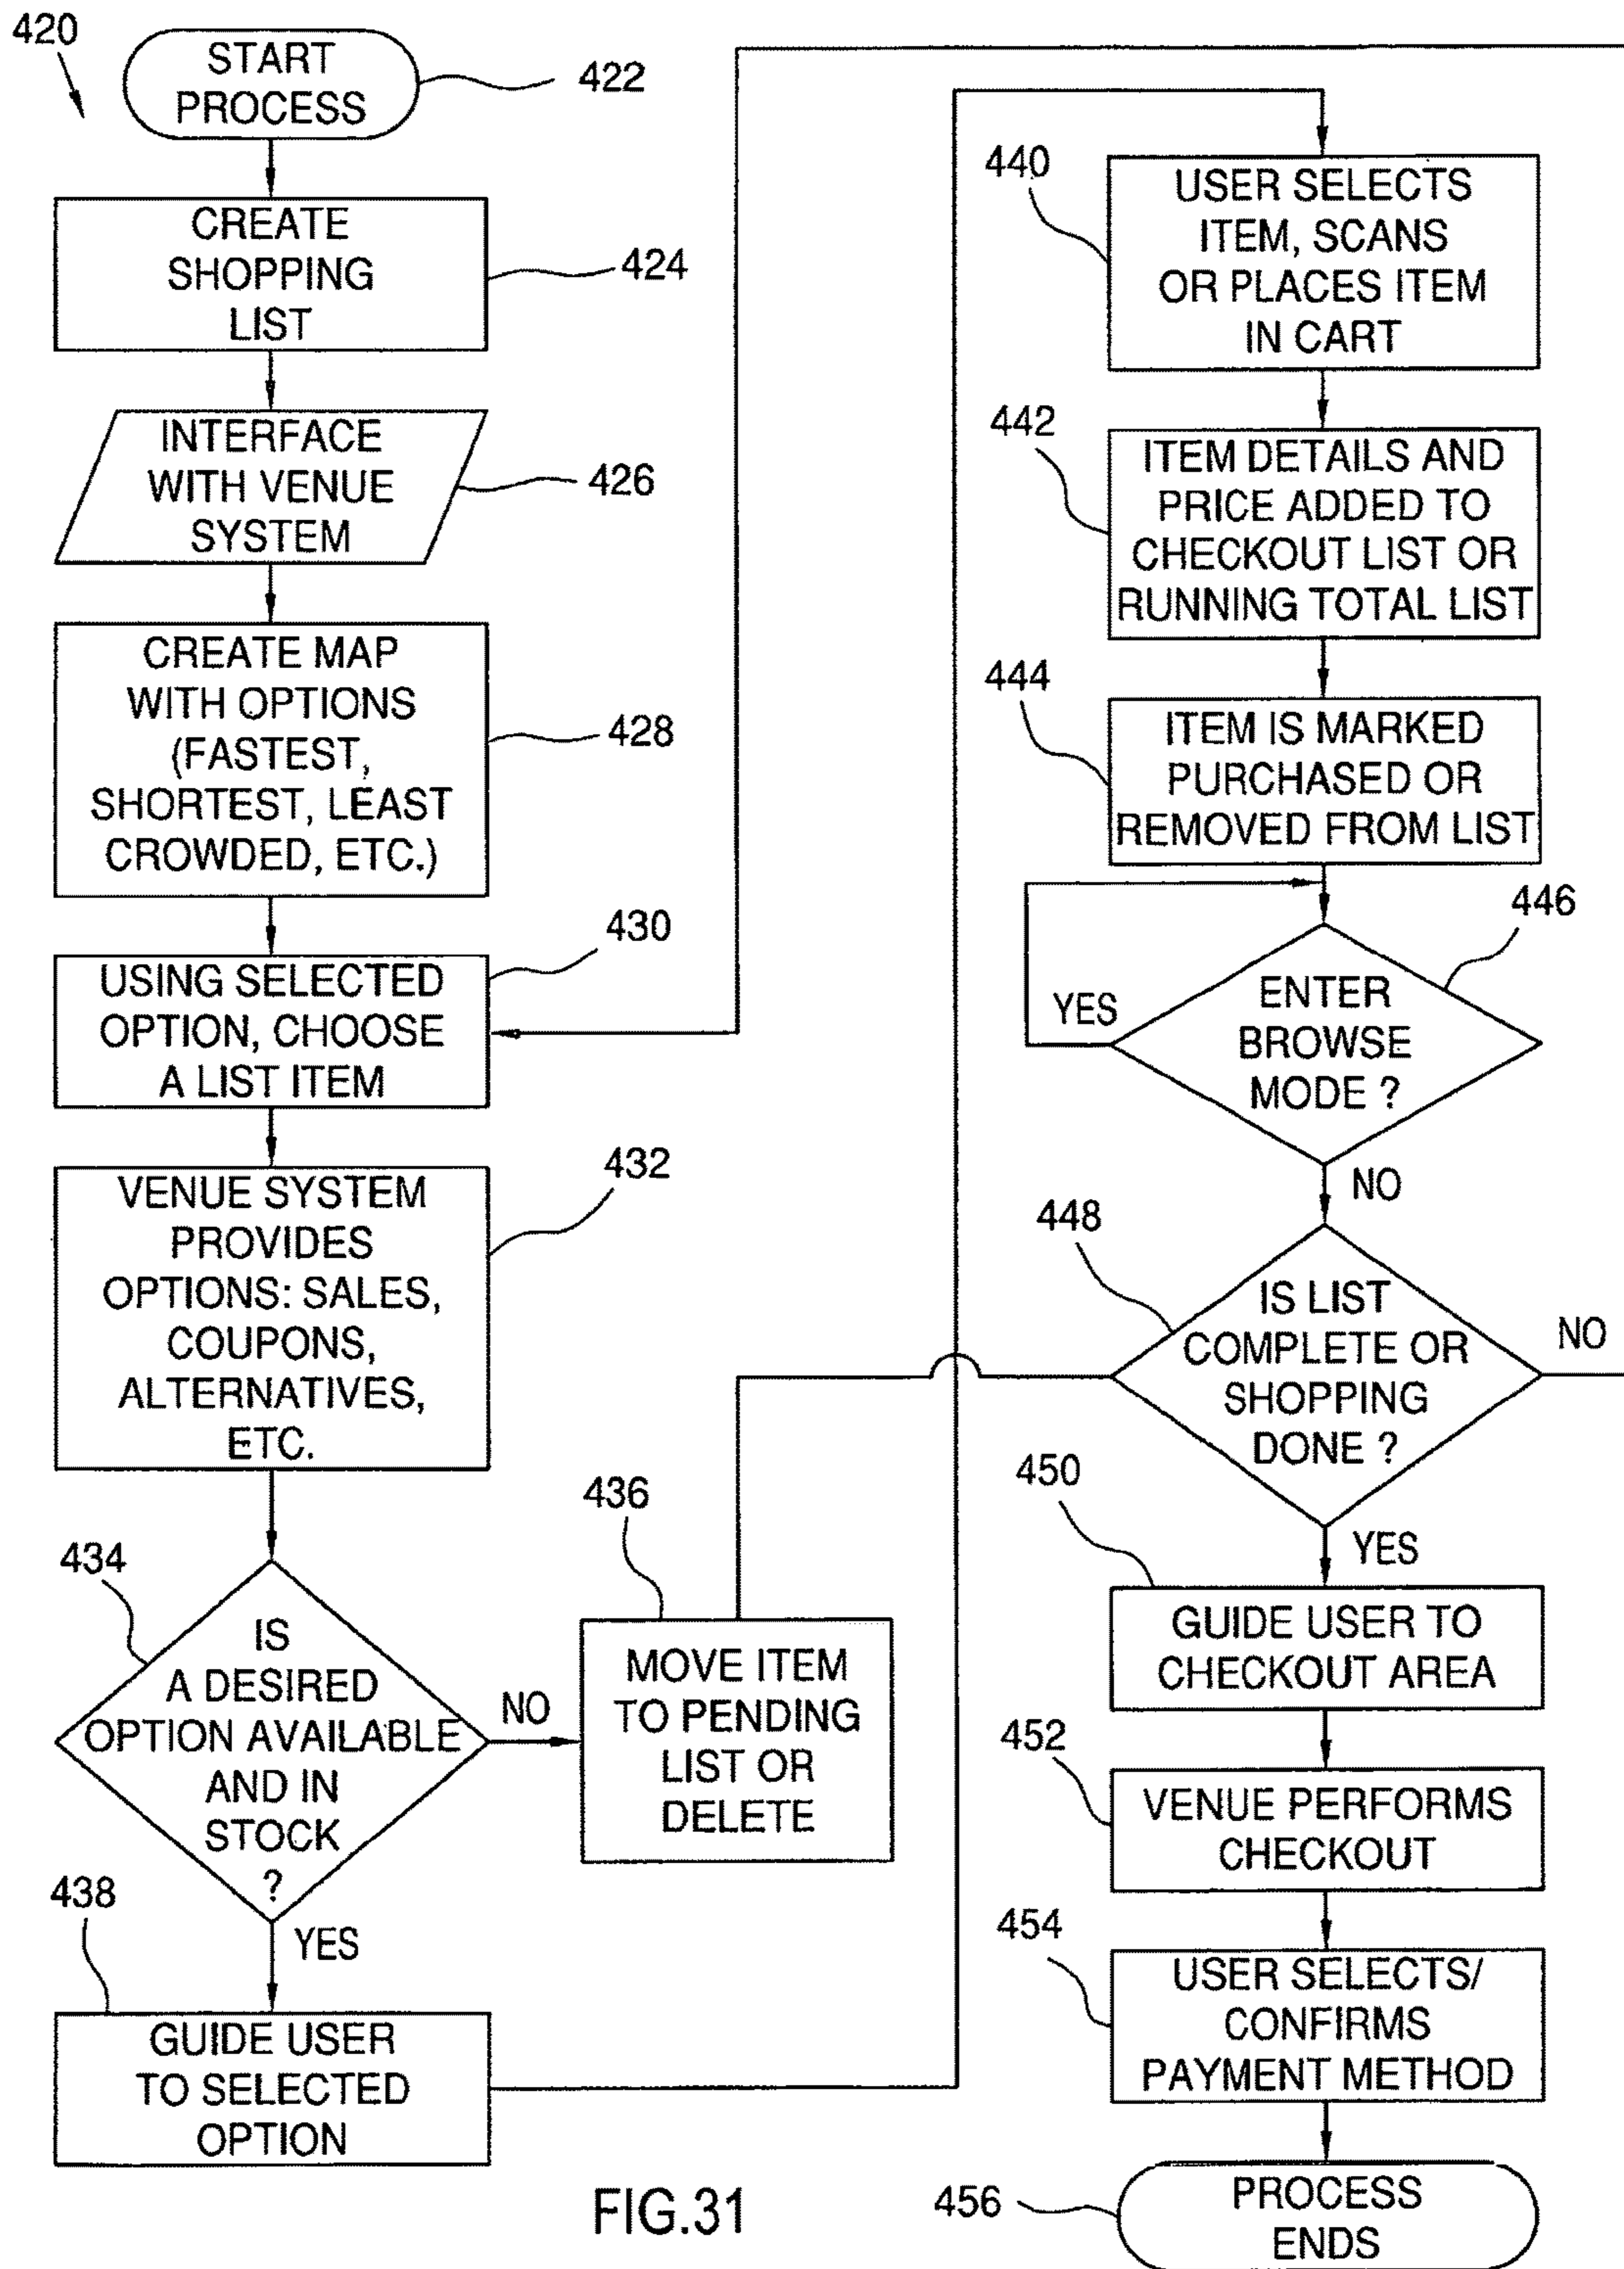 420
START
PROCESS
422
CREATE
SHOPPING
LIST
424
INTERFACE
WITH VENUE
SYSTEM
426
CREATE MAP
WITH OPTIONS
(FASTEST,
SHORTEST, LEAST
CROWDED, ETC.)
428
430
USING SELECTED
OPTION, CHOOSE
A LIST ITEM
432
VENUE SYSTEM
PROVIDES
OPTIONS: SALES,
COUPONS,
ALTERNATIVES,
ETC.
434
IS
A DESIRED
OPTION AVAILABLE
AND IN
STOCK
?
NO
436
MOVE ITEM
TO PENDING
LIST OR
DELETE
YES
438
GUIDE USER
TO SELECTED
OPTION
440
USER SELECTS
ITEM, SCANS
OR PLACES ITEM
IN CART
442
ITEM DETAILS AND
PRICE ADDED TO
CHECKOUT LIST OR
RUNNING TOTAL LIST
444
ITEM IS MARKED
PURCHASED OR
REMOVED FROM LIST
446
ENTER
BROWSE
MODE ?
YES
NO
448
IS LIST
COMPLETE OR
SHOPPING
DONE ?
NO
YES
450
GUIDE USER TO
CHECKOUT AREA
452
VENUE PERFORMS
CHECKOUT
454
USER SELECTS/
CONFIRMS
PAYMENT METHOD
456
PROCESS
ENDS
FIG.31